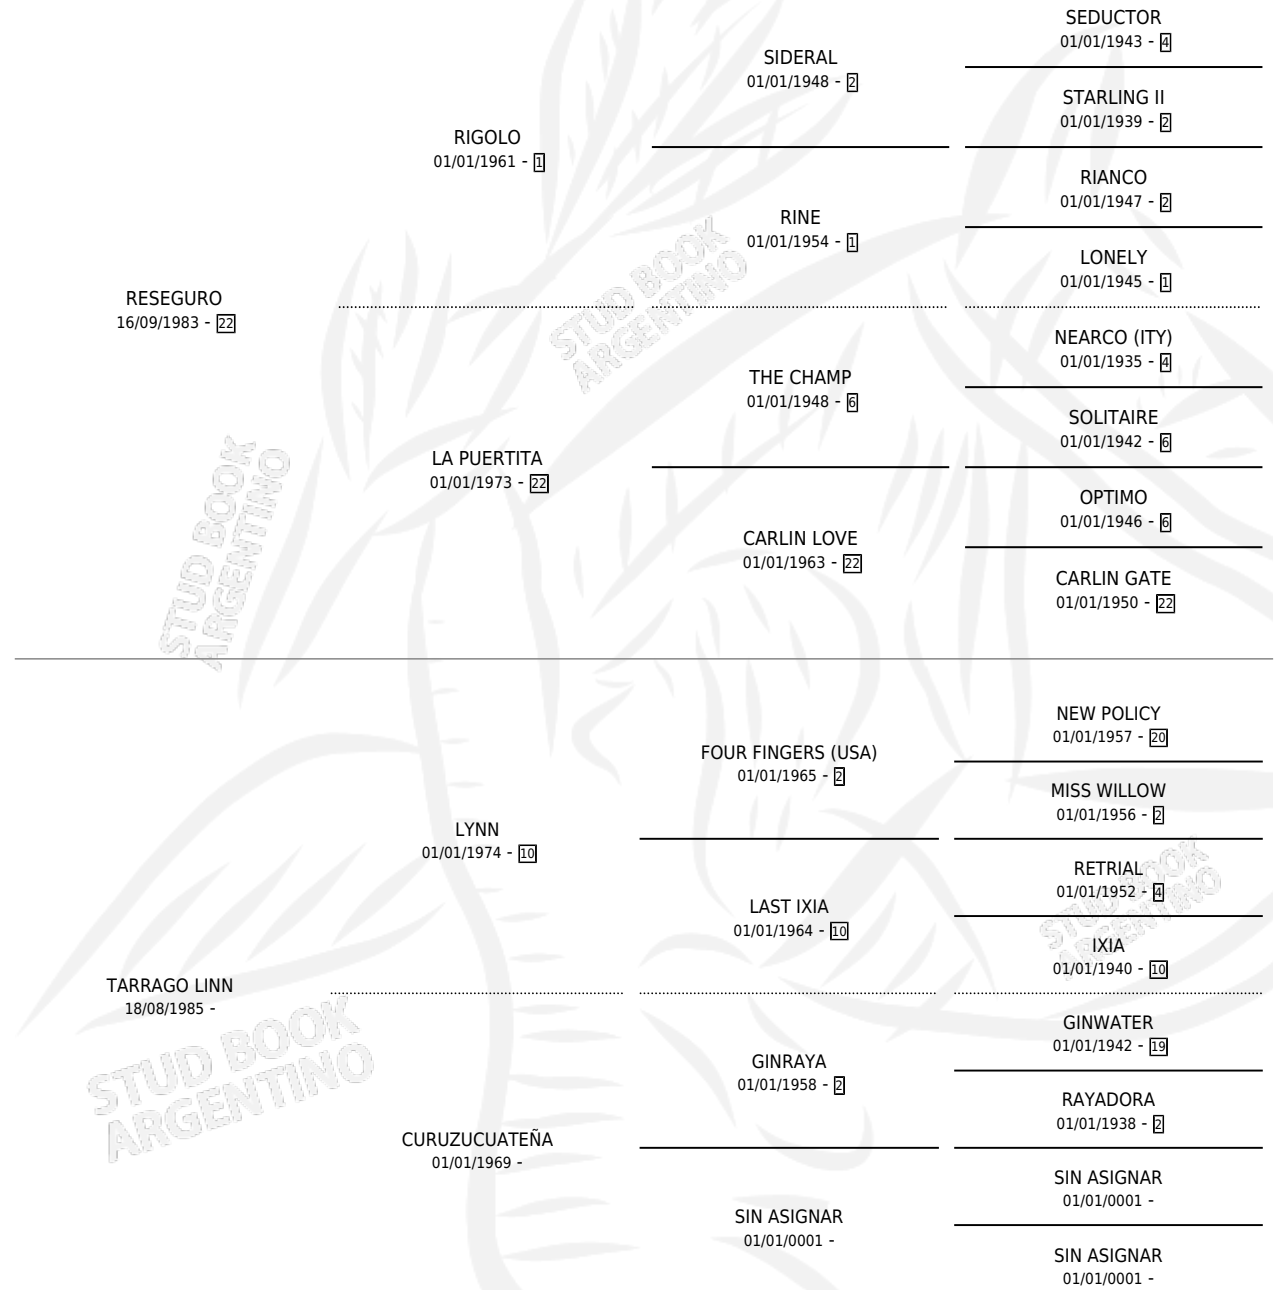 SEDUCTOR
01/01/1943 - 4
SIDERAL
01/01/1948 - 2
STARLING II
01/01/1939 - 2
RIGOLO
01/01/1961 - 1
RIANCO
01/01/1947 - 2
RINE
01/01/1954 - 1
LONELY
01/01/1945 - 1
RESEGURO
16/09/1983 - 22
NEARCO (ITY)
01/01/1935 - 4
THE CHAMP
01/01/1948 - 6
SOLITAIRE
01/01/1942 - 6
LA PUERTITA
01/01/1973 - 22
OPTIMO
01/01/1946 - 6
CARLIN LOVE
01/01/1963 - 22
CARLIN GATE
01/01/1950 - 22
NEW POLICY
01/01/1957 - 20
FOUR FINGERS (USA)
01/01/1965 - 2
MISS WILLOW
01/01/1956 - 2
LYNN
01/01/1974 - 10
RETRIAL
01/01/1952 - 4
LAST IXIA
01/01/1964 - 10
IXIA
01/01/1940 - 10
TARRAGO LINN
18/08/1985 -
GINWATER
01/01/1942 - 19
GINRAYA
01/01/1958 - 2
RAYADORA
01/01/1938 - 2
CURUZUCUATEÑA
01/01/1969 -
SIN ASIGNAR
01/01/0001 -
SIN ASIGNAR
01/01/0001 -
SIN ASIGNAR
01/01/0001 -
STUD BOOK
ARGENTINO
STUD BOOK
ARGENTINO
STUD BOOK
ARGENTINO
STUD BOOK
ARGENTINO